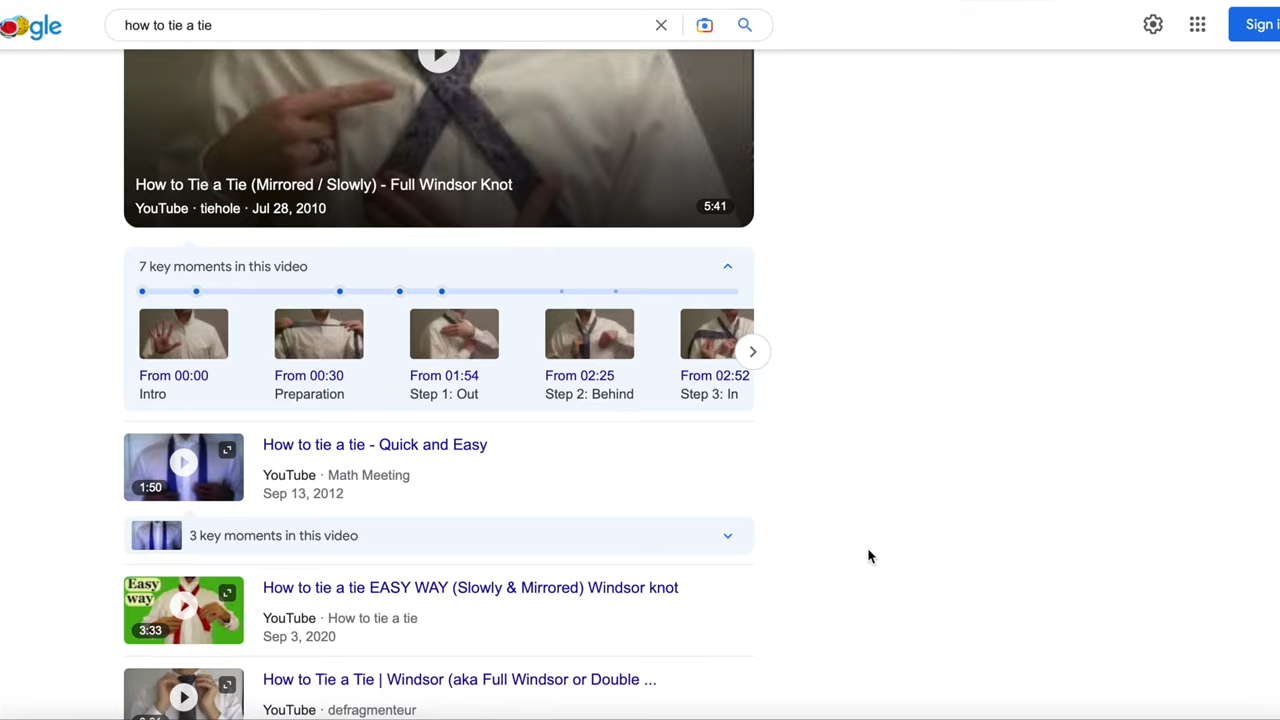 ogle
how to tie a tie
Sign i
How to Tie a Tie (Mirrored / Slowly) - Full Windsor Knot
YouTube · tiehole · Jul 28, 2010
5:41
7 key moments in this video
From 00:00
Intro
From 00:30
Preparation
From 01:54
Step 1: Out
From 02:25
Step 2: Behind
From 02:52
Step 3: In
How to tie a tie - Quick and Easy
YouTube · Math Meeting
Sep 13, 2012
1:50
3 key moments in this video
Easy
way
3:33
How to tie a tie EASY WAY (Slowly & Mirrored) Windsor knot
YouTube · How to tie a tie
Sep 3, 2020
How to Tie a Tie | Windsor (aka Full Windsor or Double ...
YouTube · defragmenteur